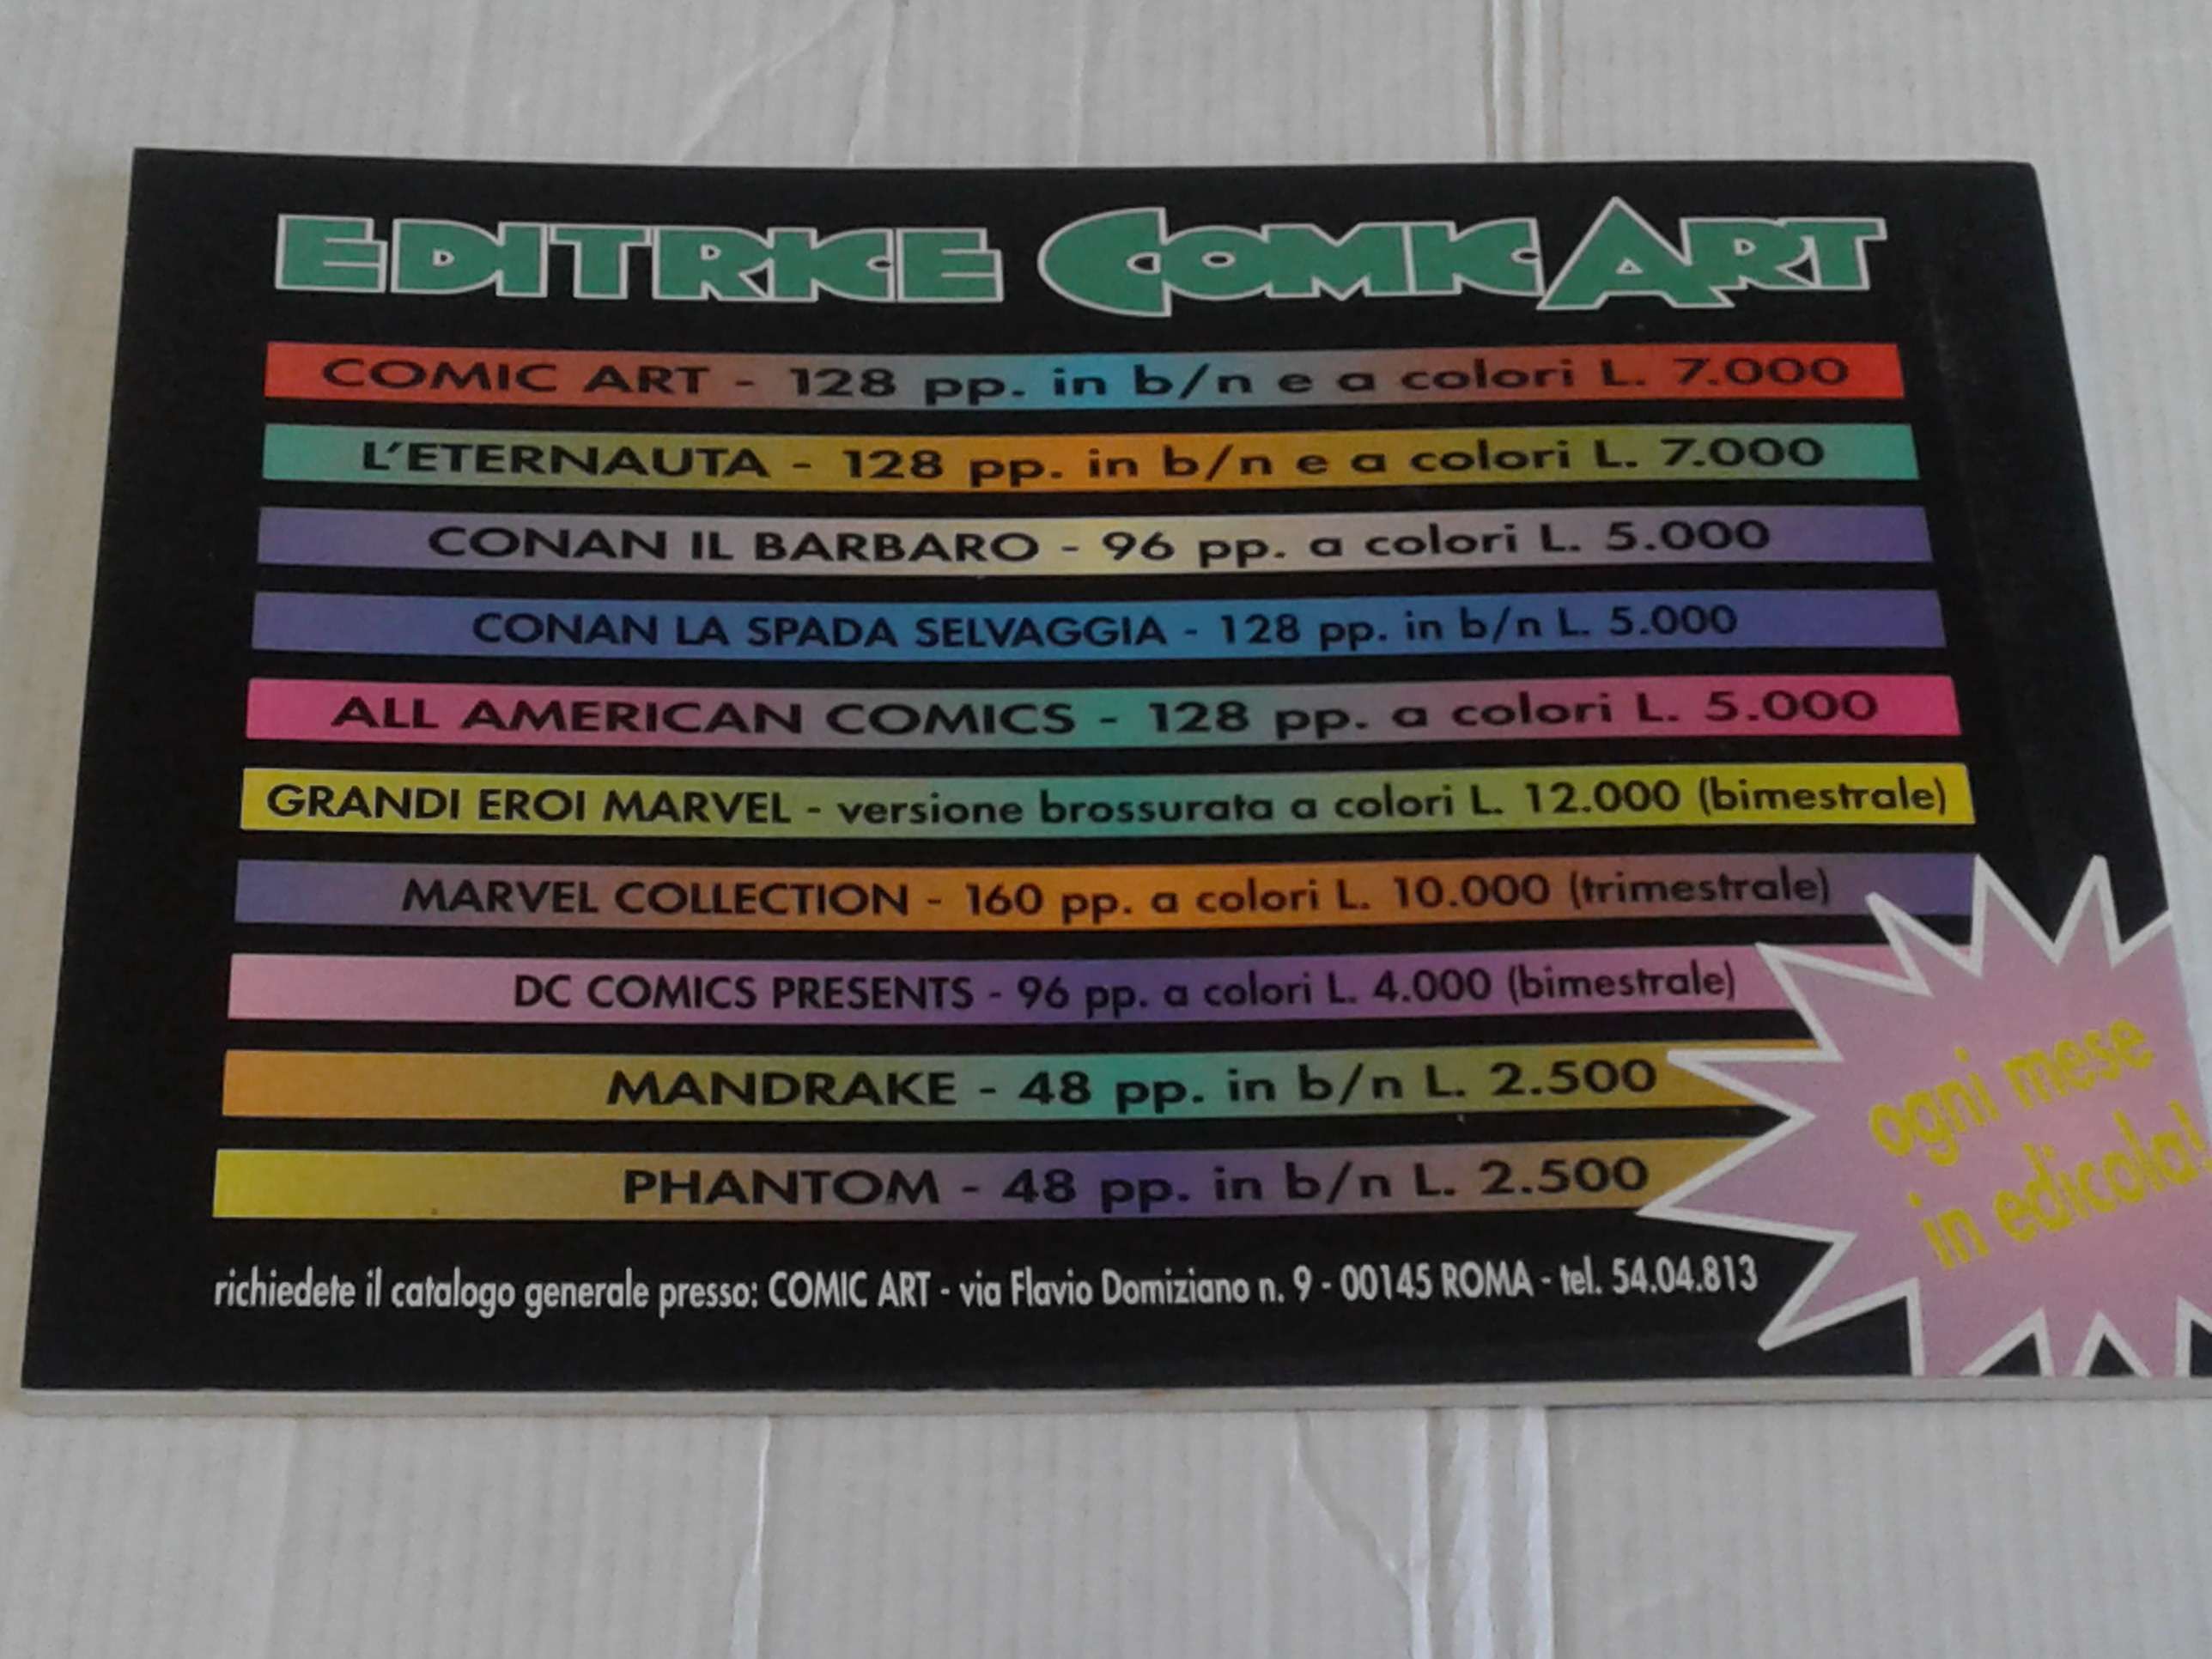 EDITRICE COMIC ART
COMIC ART - 128 pp. in b/n e a colori L. 7.000
L'ETERNAUTA - 128 pp. in b/n e a colori L. 7.000
CONAN IL BARBARO - 96 pp. a colori L. 5.000
CONAN LA SPADA SELVAGGIA - 128 pp. in b/n L. 5.000
ALL AMERICAN COMICS - 128 pp. a colori L. 5.000
GRANDI EROI MARVEL - versione brossurata a colori L. 12.000 (bimestrale)
MARVEL COLLECTION - 160 pp. a colori L. 10.000 (trimestrale)
DC COMICS PRESENTS - 96 pp. a colori L. 4.000 (bimestrale)
MANDRAKE - 48 pp. in b/n L. 2.500
PHANTOM - 48 pp. in b/n L. 2.500
ogni mese
in edicola!
richiedete il catalogo generale presso: COMIC ART - via Flavio Domiziano n. 9 - 00145 ROMA - tel. 54.04.813